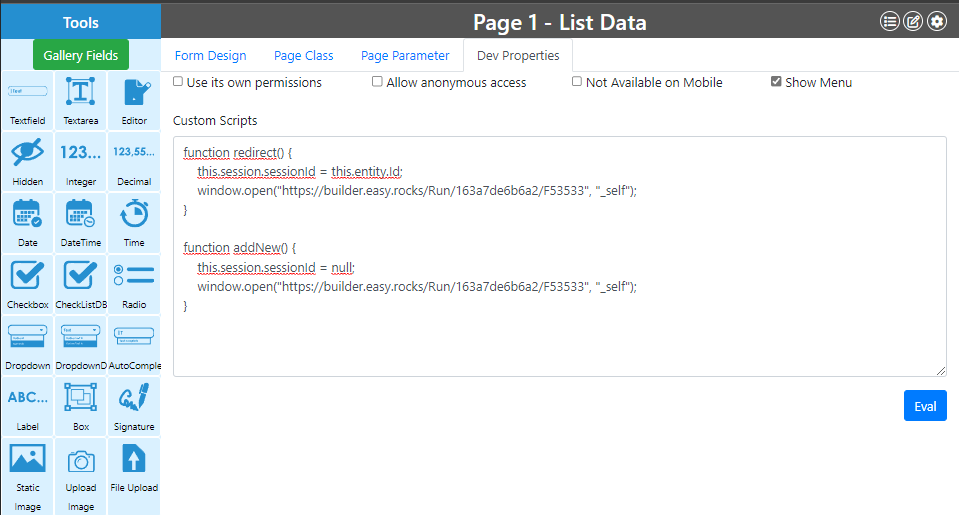 Tools
Page 1 - List Data
Gallery Fields
Form Design
Page Class
Page Parameter
Dev Properties
Use its own permissions
Allow anonymous access
Not Available on Mobile
Show Menu
Textfield
Textarea
Editor
123...
123,55...
Hidden
Integer
Decimal
Date
DateTime
Time
Checkbox
CheckListDB
Radio
Dropdown
DropdownD
AutoComple
ABC...
Label
Box
Signature
Static
Image
Upload
Image
File Upload
Custom Scripts
function redirect() {
this.session.sessionId = this.entity.Id;
window.open("https://builder.easy.rocks/Run/163a7de6b6a2/F53533", "_self");
}
function addNew() {
this.session.sessionId = null;
window.open("https://builder.easy.rocks/Run/163a7de6b6a2/F53533", "_self");
}
Eval